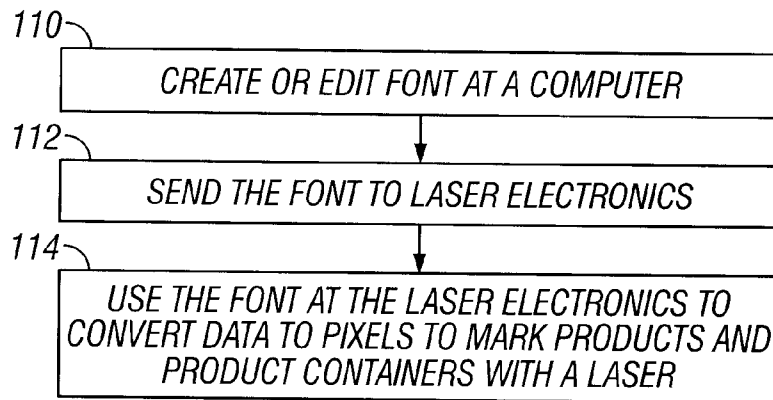 110
CREATE OR EDIT FONT AT A COMPUTER
112
SEND THE FONT TO LASER ELECTRONICS
114
USE THE FONT AT THE LASER ELECTRONICS TO
CONVERT DATA TO PIXELS TO MARK PRODUCTS AND
PRODUCT CONTAINERS WITH A LASER